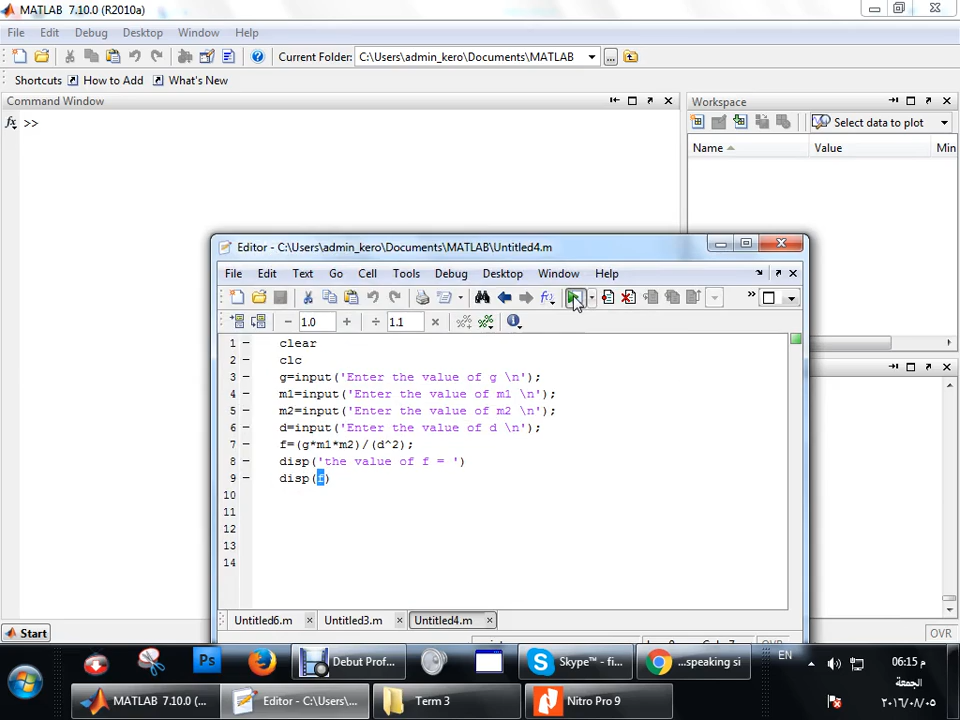 MATLAB 7.10.0 (R2010a)
File Edit Debug Desktop Window Help
Current Folder: C:\Users\admin_kero\Documents\MATLAB ...
Shortcuts How to Add What's New
Command Window
Workspace
fx >>
Select data to plot
Name Value Min
Editor - C:\Users\admin_kero\Documents\MATLAB\Untitled4.m
File Edit Text Go Cell Tools Debug Desktop Window Help
− 1.0 + ÷ 1.1 ×
1 clear
2 clc
3 g=input('Enter the value of g \n');
4 m1=input('Enter the value of m1 \n');
5 m2=input('Enter the value of m2 \n');
6 d=input('Enter the value of d \n');
7 f=(g*m1*m2)/(d^2);
8 disp('the value of f = ')
9 disp(f)
10
11
12
13
14
Untitled6.m Untitled3.m Untitled4.m
Start
OVR
Ps
Debut Prof...
Skype™ - fi...
...speaking si
EN
06:15 م
الجمعة
٢٠١٦/٠٨/٠٥
MATLAB 7.10.0 (...
Editor - C:\Users\...
Term 3
Nitro Pro 9